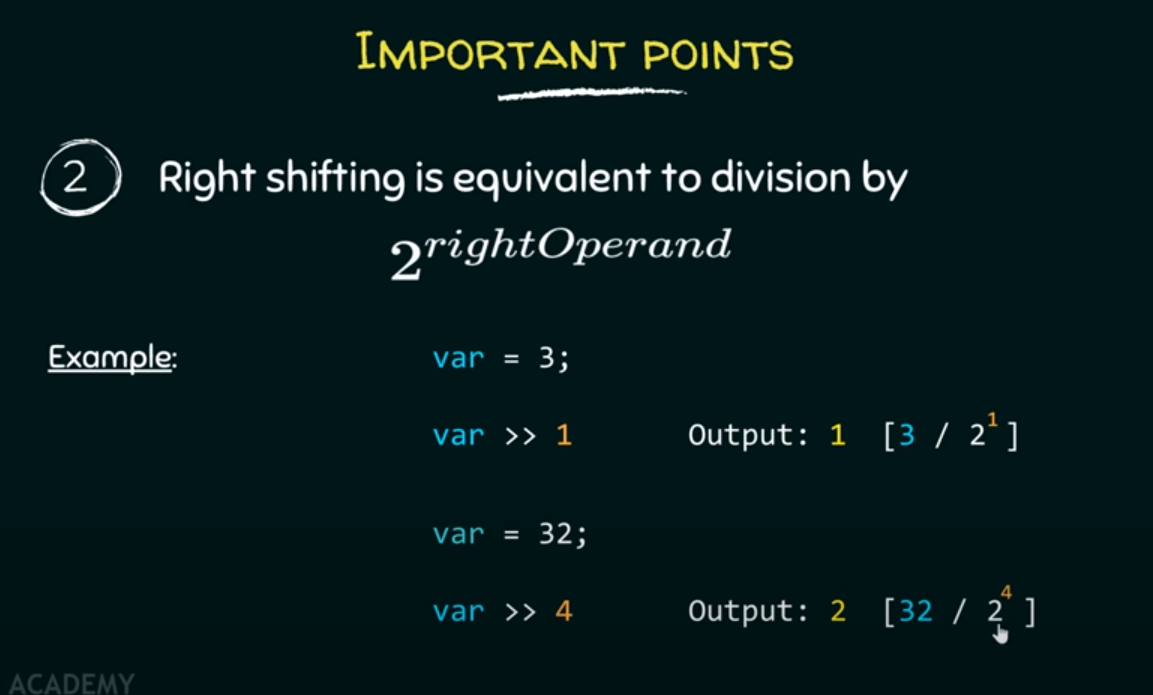 IMPORTANT POINTS
2 Right shifting is equivalent to division by
2^rightOperand
Example: var = 3;
var >> 1 Output: 1 [3 / 2^1]
var = 32;
var >> 4 Output: 2 [32 / 2^4]
ACADEMY